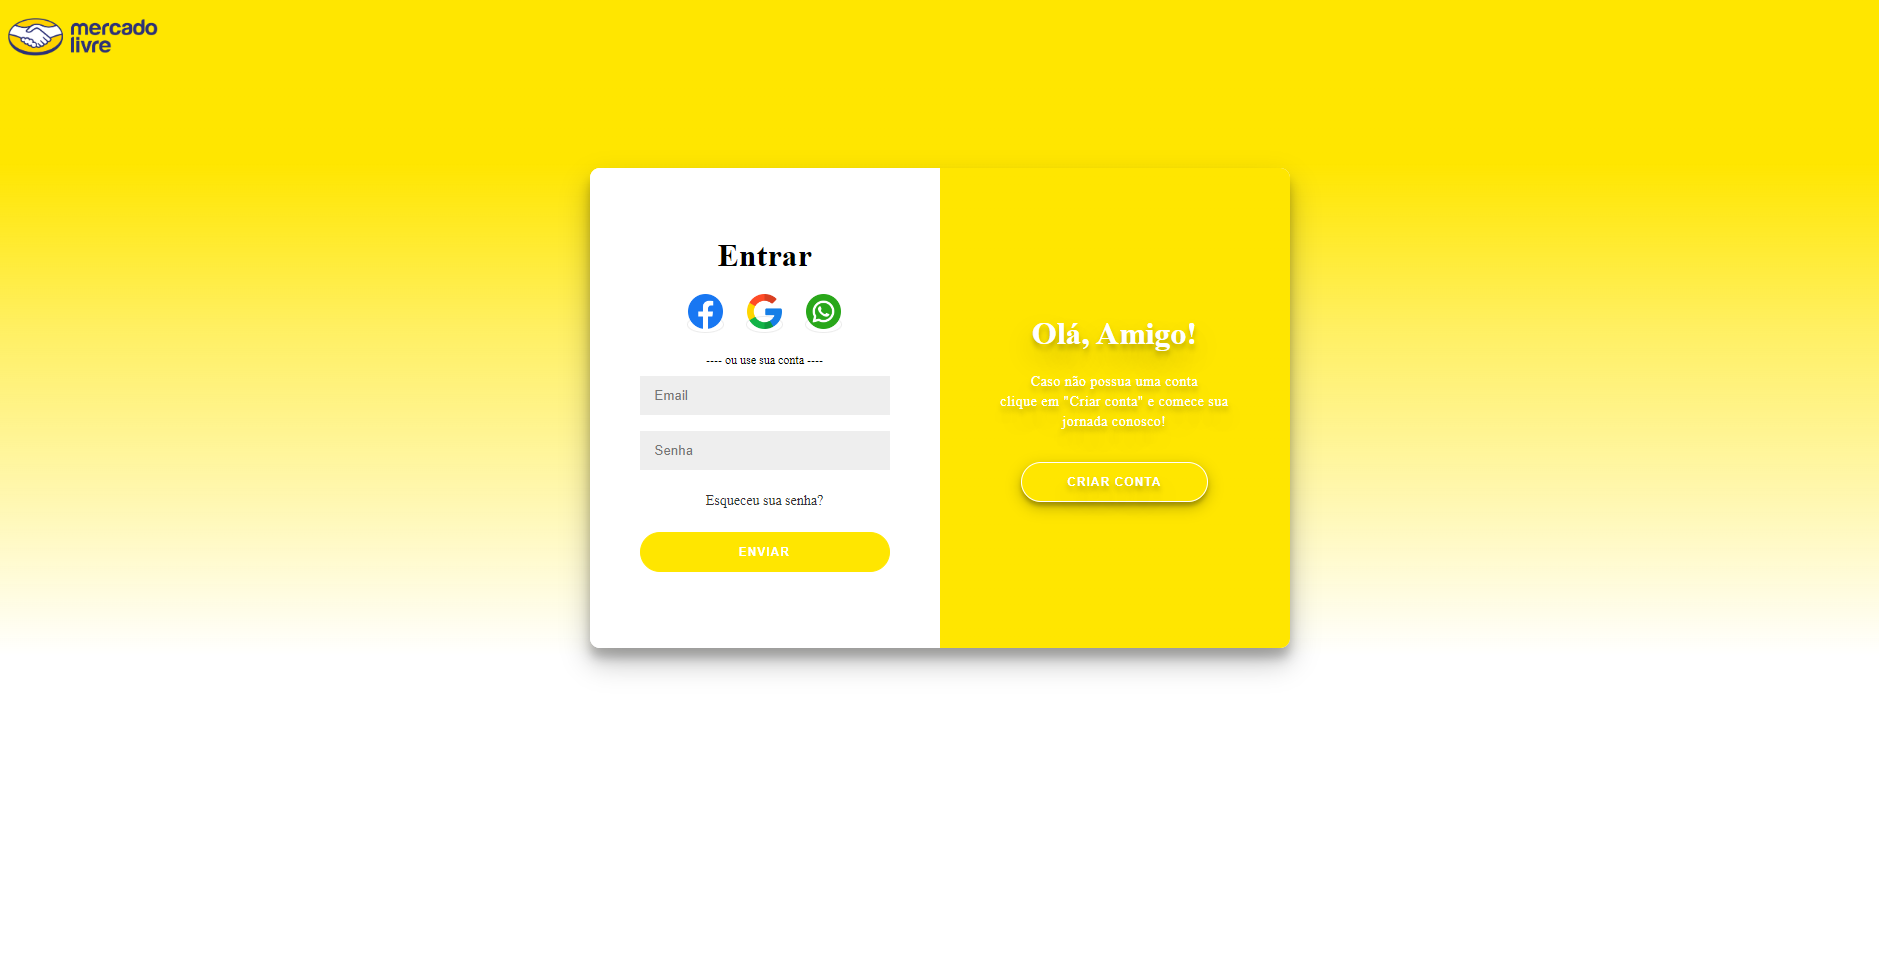 mercado
livre
Entrar
---- ou use sua conta ----
Email
Senha
Esqueceu sua senha?
ENVIAR
Olá, Amigo!
Caso não possua uma conta
clique em "Criar conta" e comece sua
jornada conosco!
CRIAR CONTA